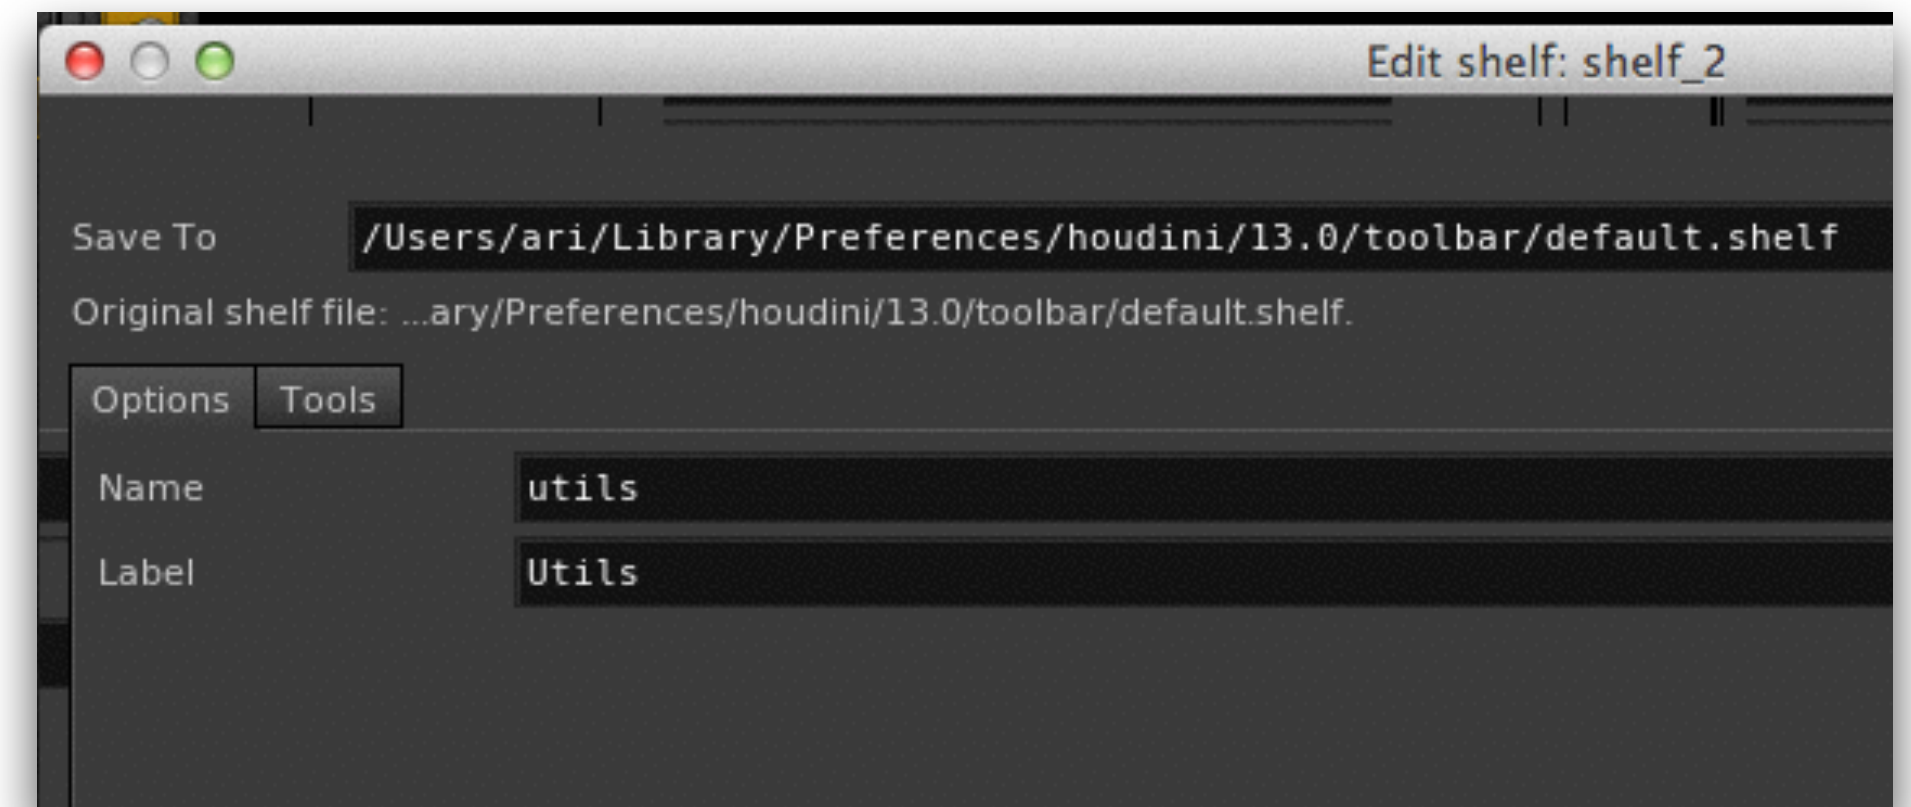 Edit shelf: shelf_2
Save To /Users/ari/Library/Preferences/houdini/13.0/toolbar/default.shelf
Original shelf file: ...ary/Preferences/houdini/13.0/toolbar/default.shelf.
Options Tools
Name utils
Label Utils